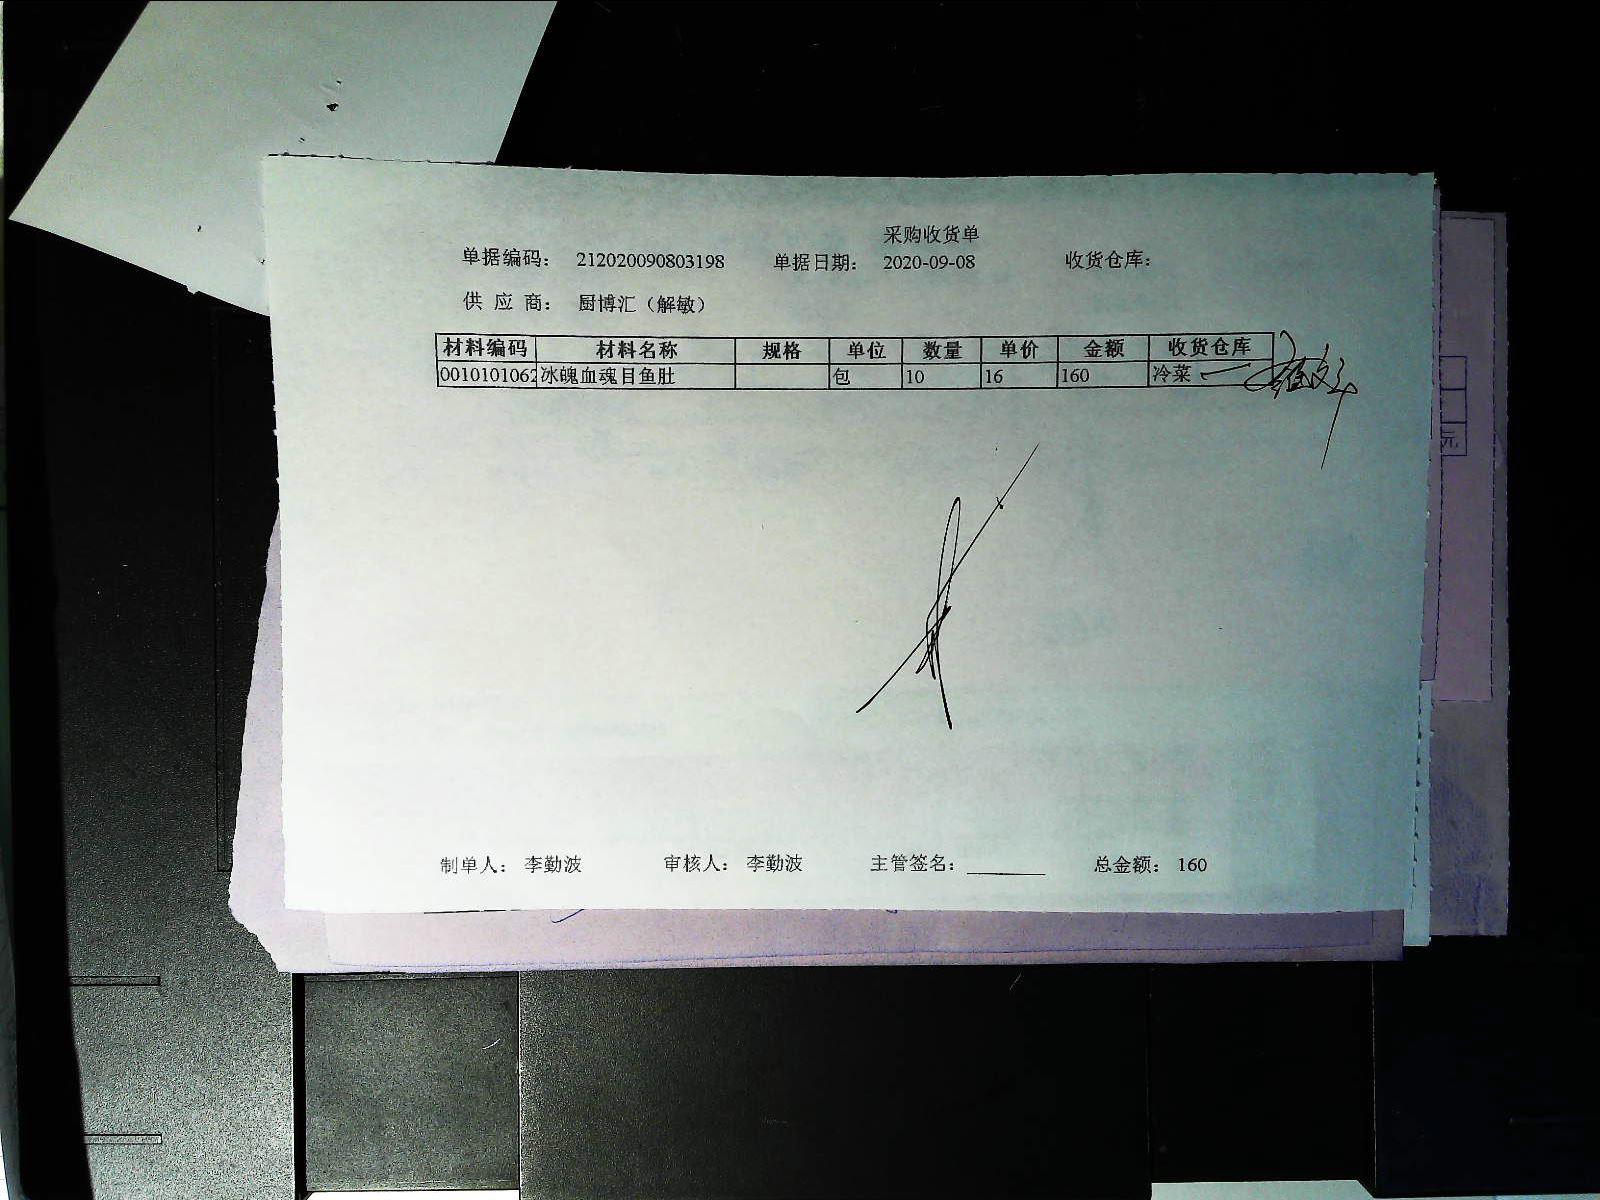 采购收货单
单据编码： 212020090803198 单据日期： 2020-09-08 收货仓库：
供 应 商： 厨博汇（解敏）
材料编码 材料名称 规格 单位 数量 单价 金额 收货仓库
0010101062 冰魄血魂目鱼肚 包 10 16 160 冷菜
元
制单人： 李勤波 审核人： 李勤波 主管签名： 总金额： 160